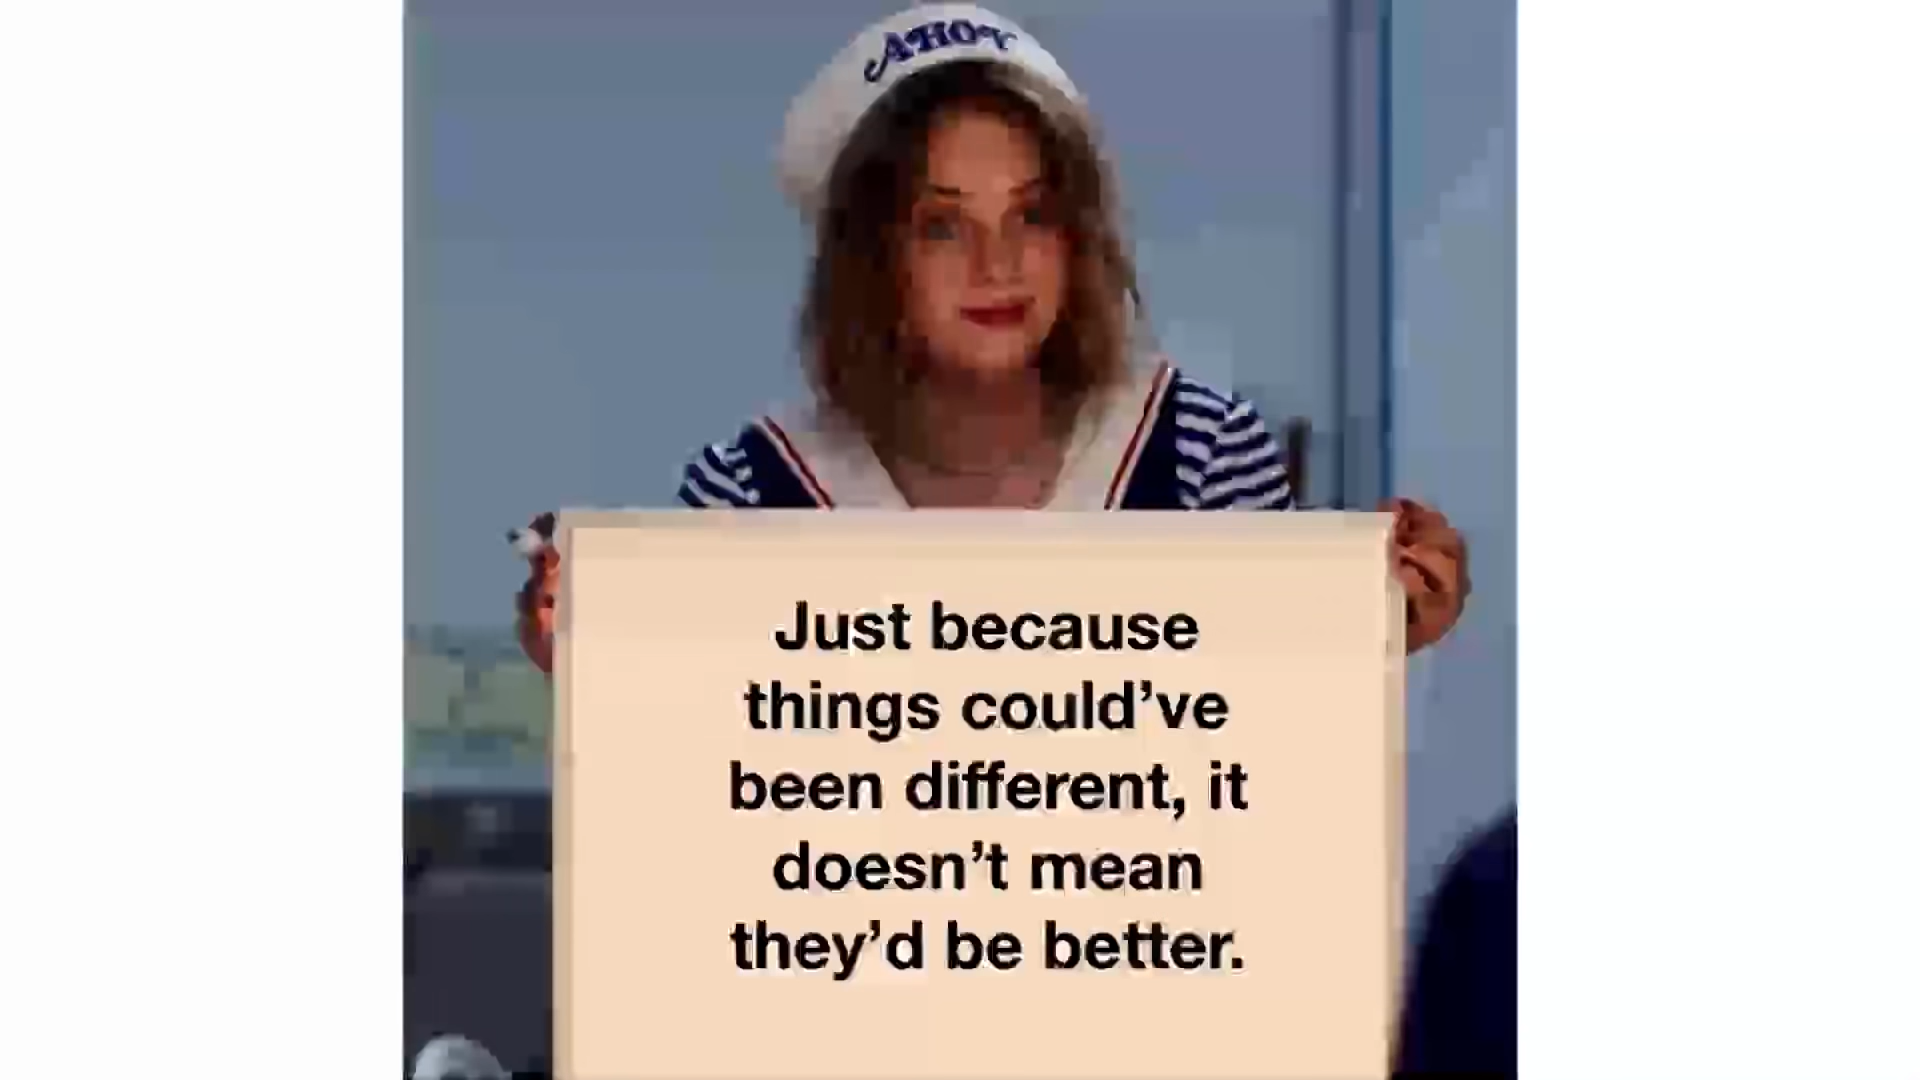 AHOY
Just because
things could've
been different, it
doesn't mean
they'd be better.